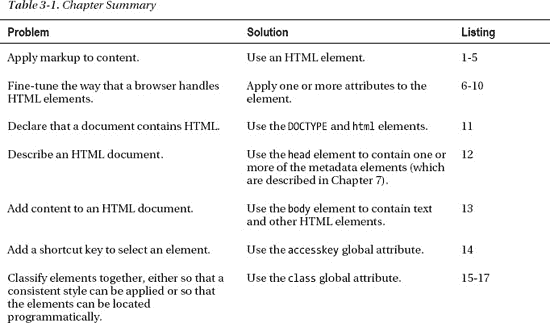 Table 3-1. Chapter Summary
Problem Solution Listing
Apply markup to content. Use an HTML element. 1-5
Fine-tune the way that a browser handles Apply one or more attributes to the 6-10
HTML elements. element.
Declare that a document contains HTML. Use the DOCTYPE and html elements. 11
Describe an HTML document. Use the head element to contain one or 12
more of the metadata elements (which
are described in Chapter 7).
Add content to an HTML document. Use the body element to contain text 13
and other HTML elements.
Add a shortcut key to select an element. Use the accesskey global attribute. 14
Classify elements together, either so that a Use the class global attribute. 15-17
consistent style can be applied or so that
the elements can be located
programmatically.